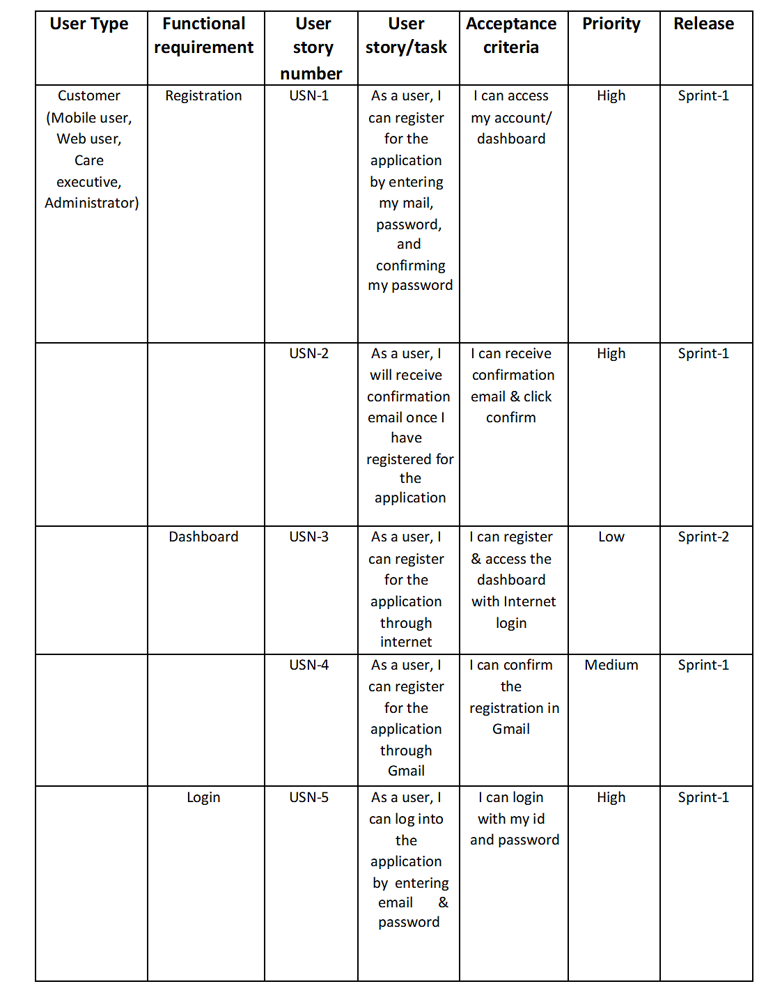 User Type
Functional
requirement
User
story
number
User
story/task
Acceptance
criteria
Priority
Release
Customer
(Mobile user,
Web user,
Care
executive,
Administrator)
Registration
USN-1
As a user, I
can register
for the
application
by entering
my mail,
password,
and
confirming
my password
I can access
my account/
dashboard
High
Sprint-1
USN-2
As a user, I
will receive
confirmation
email once I
have
registered for
the
application
I can receive
confirmation
email & click
confirm
High
Sprint-1
Dashboard
USN-3
As a user, I
can register
for the
application
through
internet
I can register
& access the
dashboard
with Internet
login
Low
Sprint-2
USN-4
As a user, I
can register
for the
application
through
Gmail
I can confirm
the
registration in
Gmail
Medium
Sprint-1
Login
USN-5
As a user, I
can log into
the
application
by entering
email &
password
I can login
with my id
and password
High
Sprint-1